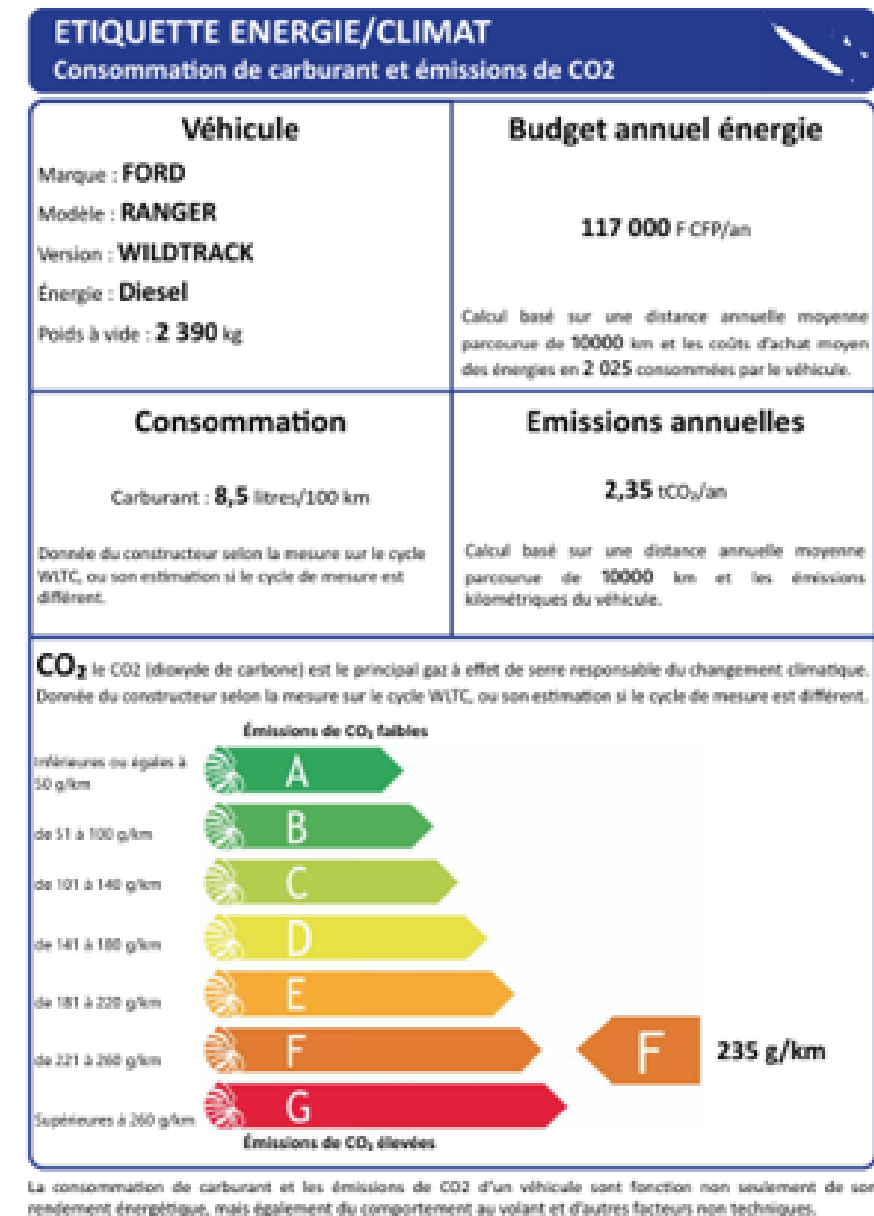 ETIQUETTE ENERGIE/CLIMAT
Consommation de carburant et émissions de CO2
Véhicule
Marque : FORD
Modèle : RANGER
Version : WILDTRACK
Énergie : Diesel
Poids à vide : 2 390 kg
Budget annuel énergie
117 000 F CFP/an
Calcul basé sur une distance annuelle moyenne
parcourue de 10000 km et les coûts d'achat moyen
des énergies en 2 025 consommées par le véhicule.
Consommation
Carburant : 8,5 litres/100 km
Donnée du constructeur selon la mesure sur le cycle
WLTC, ou son estimation si le cycle de mesure est
différent.
Emissions annuelles
2,35 tCO₂/an
Calcul basé sur une distance annuelle moyenne
parcourue de 10000 km et les émissions
kilométriques du véhicule.
CO₂ le CO2 (dioxyde de carbone) est le principal gaz à effet de serre responsable du changement climatique.
Donnée du constructeur selon la mesure sur le cycle WLTC, ou son estimation si le cycle de mesure est différent.
Émissions de CO₂ faibles
Inférieures ou égales à
50 g/km
A
de 51 à 100 g/km
B
de 101 à 140 g/km
C
de 141 à 180 g/km
D
de 181 à 220 g/km
E
de 221 à 260 g/km
F
F
235 g/km
Supérieures à 260 g/km
G
Émissions de CO₂ élevées
La consommation de carburant et les émissions de CO2 d'un véhicule sont fonction non seulement de son
rendement énergétique, mais également du comportement au volant et d'autres facteurs non techniques.